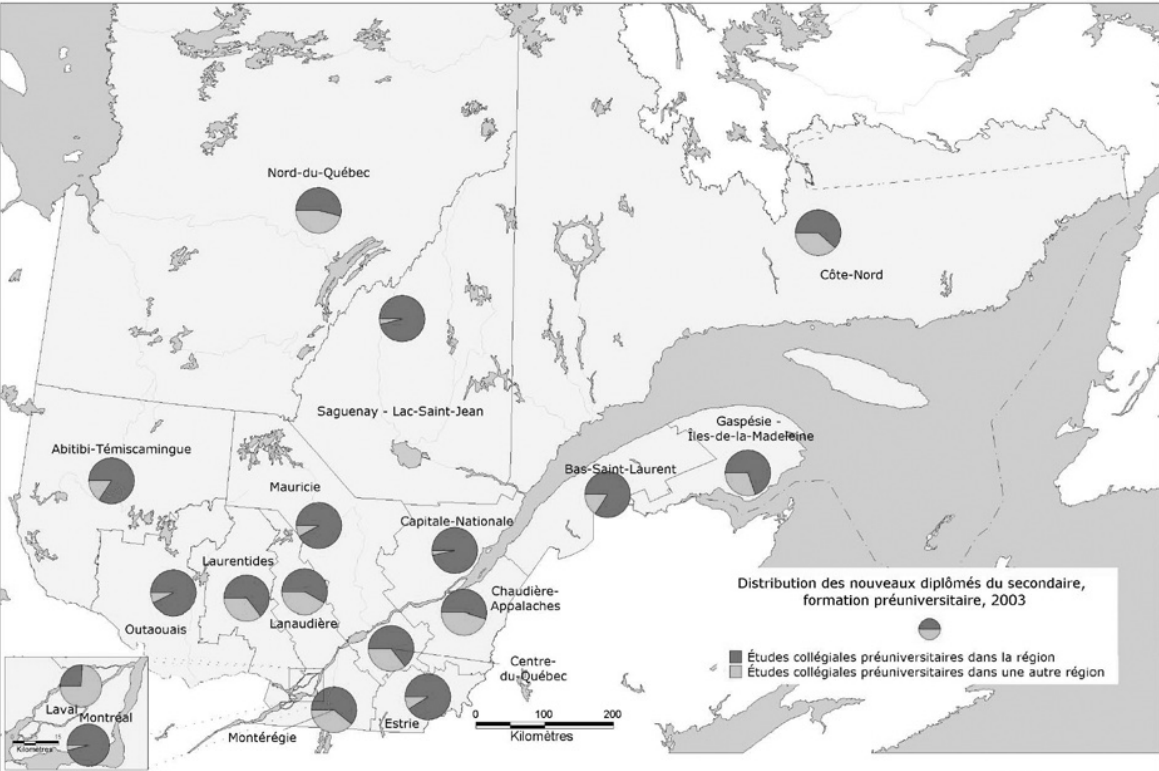 Nord-du-Québec
Côte-Nord
Saguenay - Lac-Saint-Jean
Gaspésie -
Îles-de-la-Madeleine
Abitibi-Témiscamingue
Bas-Saint-Laurent
Mauricie
Capitale-Nationale
Laurentides
Chaudière-
Appalaches
Outaouais
Lanaudière
Centre-
du-Québec
Estrie
Montérégie
Laval
Montréal
Kilomètres
0 100 200
Kilomètres
Distribution des nouveaux diplômés du secondaire,
formation préuniversitaire, 2003
Études collégiales préuniversitaires dans la région
Études collégiales préuniversitaires dans une autre région